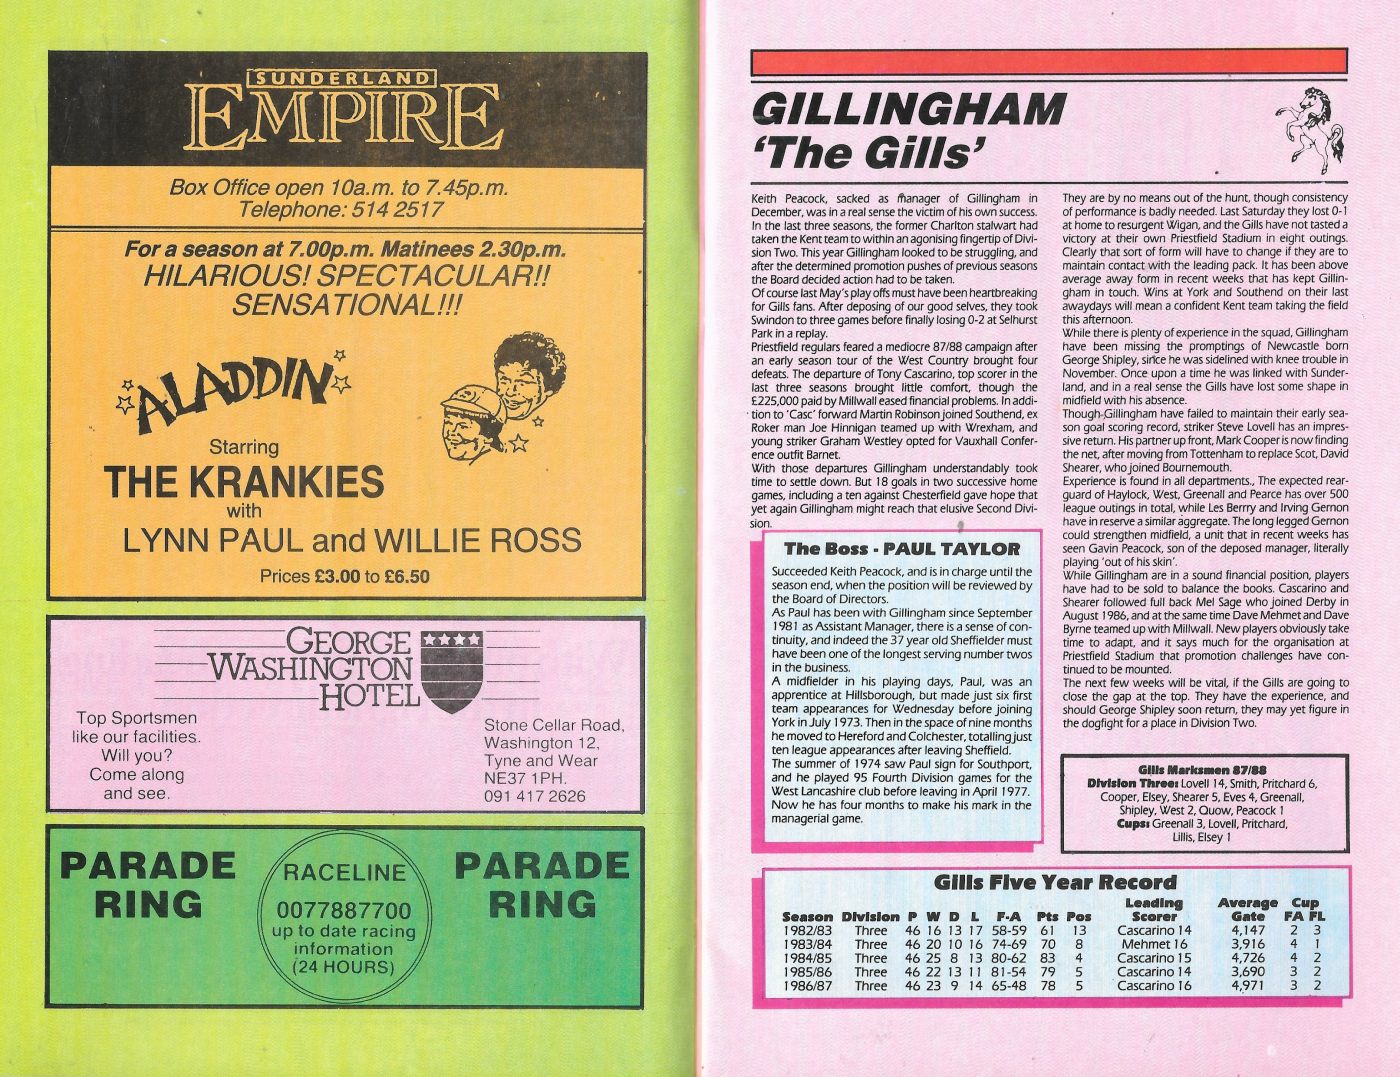 SUNDERLAND
EMPIRE
Box Office open 10a.m. to 7.45p.m.
Telephone: 514 2517
For a season at 7.00p.m. Matinees 2.30p.m.
HILARIOUS! SPECTACULAR!!
SENSATIONAL!!!
ALADDIN
Starring
THE KRANKIES
with
LYNN PAUL and WILLIE ROSS
Prices £3.00 to £6.50
GEORGE
WASHINGTON
HOTEL
Top Sportsmen
like our facilities.
Will you?
Come along
and see.
Stone Cellar Road,
Washington 12,
Tyne and Wear
NE37 1PH.
091 417 2626
PARADE
RING
RACELINE
0077887700
up to date racing
information
(24 HOURS)
PARADE
RING
GILLINGHAM
'The Gills'
Keith Peacock, sacked as manager of Gillingham in
December, was in a real sense the victim of his own success.
In the last three seasons, the former Charlton stalwart had
taken the Kent team to within an agonising fingertip of Divi-
sion Two. This year Gillingham looked to be struggling, and
after the determined promotion pushes of previous seasons
the Board decided action had to be taken.
Of course last May's play offs must have been heartbreaking
for Gills fans. After deposing of our good selves, they took
Swindon to three games before finally losing 0-2 at Selhurst
Park in a replay.
Priestfield regulars feared a mediocre 87/88 campaign after
an early season tour of the West Country brought four
defeats. The departure of Tony Cascarino, top scorer in the
last three seasons brought little comfort, though the
£225,000 paid by Millwall eased financial problems. In addi-
tion to 'Casc' forward Martin Robinson joined Southend, ex
Roker man Joe Hinnigan teamed up with Wrexham, and
young striker Graham Westley opted for Vauxhall Confer-
ence outfit Barnet.
With those departures Gillingham understandably took
time to settle down. But 18 goals in two successive home
games, including a ten against Chesterfield gave hope that
yet again Gillingham might reach that elusive Second Divi-
sion.
The Boss - PAUL TAYLOR
Succeeded Keith Peacock, and is in charge until the
season end, when the position will be reviewed by
the Board of Directors.
As Paul has been with Gillingham since September
1981 as Assistant Manager, there is a sense of con-
tinuity, and indeed the 37 year old Sheffielder must
have been one of the longest serving number twos
in the business.
A midfielder in his playing days, Paul, was an
apprentice at Hillsborough, but made just six first
team appearances for Wednesday before joining
York in July 1973. Then in the space of nine months
he moved to Hereford and Colchester, totalling just
ten league appearances after leaving Sheffield.
The summer of 1974 saw Paul sign for Southport,
and he played 95 Fourth Division games for the
West Lancashire club before leaving in April 1977.
Now he has four months to make his mark in the
managerial game.
They are by no means out of the hunt, though consistency
of performance is badly needed. Last Saturday they lost 0-1
at home to resurgent Wigan, and the Gills have not tasted a
victory at their own Priestfield Stadium in eight outings.
Clearly that sort of form will have to change if they are to
maintain contact with the leading pack. It has been above
average away form in recent weeks that has kept Gillin-
gham in touch. Wins at York and Southend on their last
awaydays will mean a confident Kent team taking the field
this afternoon.
While there is plenty of experience in the squad, Gillingham
have been missing the promptings of Newcastle born
George Shipley, since he was sidelined with knee trouble in
November. Once upon a time he was linked with Sunder-
land, and in a real sense the Gills have lost some shape in
midfield with his absence.
Though Gillingham have failed to maintain their early sea-
son goal scoring record, striker Steve Lovell has an impres-
sive return. His partner up front, Mark Cooper is now finding
the net, after moving from Tottenham to replace Scot, David
Shearer, who joined Bournemouth.
Experience is found in all departments., The expected rear-
guard of Haylock, West, Greenall and Pearce has over 500
league outings in total, while Les Berrry and Irving Gernon
have in reserve a similar aggregate. The long legged Gernon
could strengthen midfield, a unit that in recent weeks has
seen Gavin Peacock, son of the deposed manager, literally
playing 'out of his skin'.
While Gillingham are in a sound financial position, players
have had to be sold to balance the books. Cascarino and
Shearer followed full back Mel Sage who joined Derby in
August 1986, and at the same time Dave Mehmet and Dave
Byrne teamed up with Millwall. New players obviously take
time to adapt, and it says much for the organisation at
Priestfield Stadium that promotion challenges have con-
tinued to be mounted.
The next few weeks will be vital, if the Gills are going to
close the gap at the top. They have the experience, and
should George Shipley soon return, they may yet figure in
the dogfight for a place in Division Two.
Gills Marksmen 87/88
Division Three: Lovell 14, Smith, Pritchard 6,
Cooper, Elsey, Shearer 5, Eves 4, Greenall,
Shipley, West 2, Quow, Peacock 1
Cups: Greenall 3, Lovell, Pritchard,
Lillis, Elsey 1
Gills Five Year Record
Leading Average Cup
Season Division P W D L F-A Pts Pos Scorer Gate FA FL
1982/83 Three 46 16 13 17 58-59 61 13 Cascarino 14 4,147 2 3
1983/84 Three 46 20 10 16 74-69 70 8 Mehmet 16 3,916 4 1
1984/85 Three 46 25 8 13 80-62 83 4 Cascarino 15 4,726 4 2
1985/86 Three 46 22 13 11 81-54 79 5 Cascarino 14 3,690 3 2
1986/87 Three 46 23 9 14 65-48 78 5 Cascarino 16 4,971 3 2